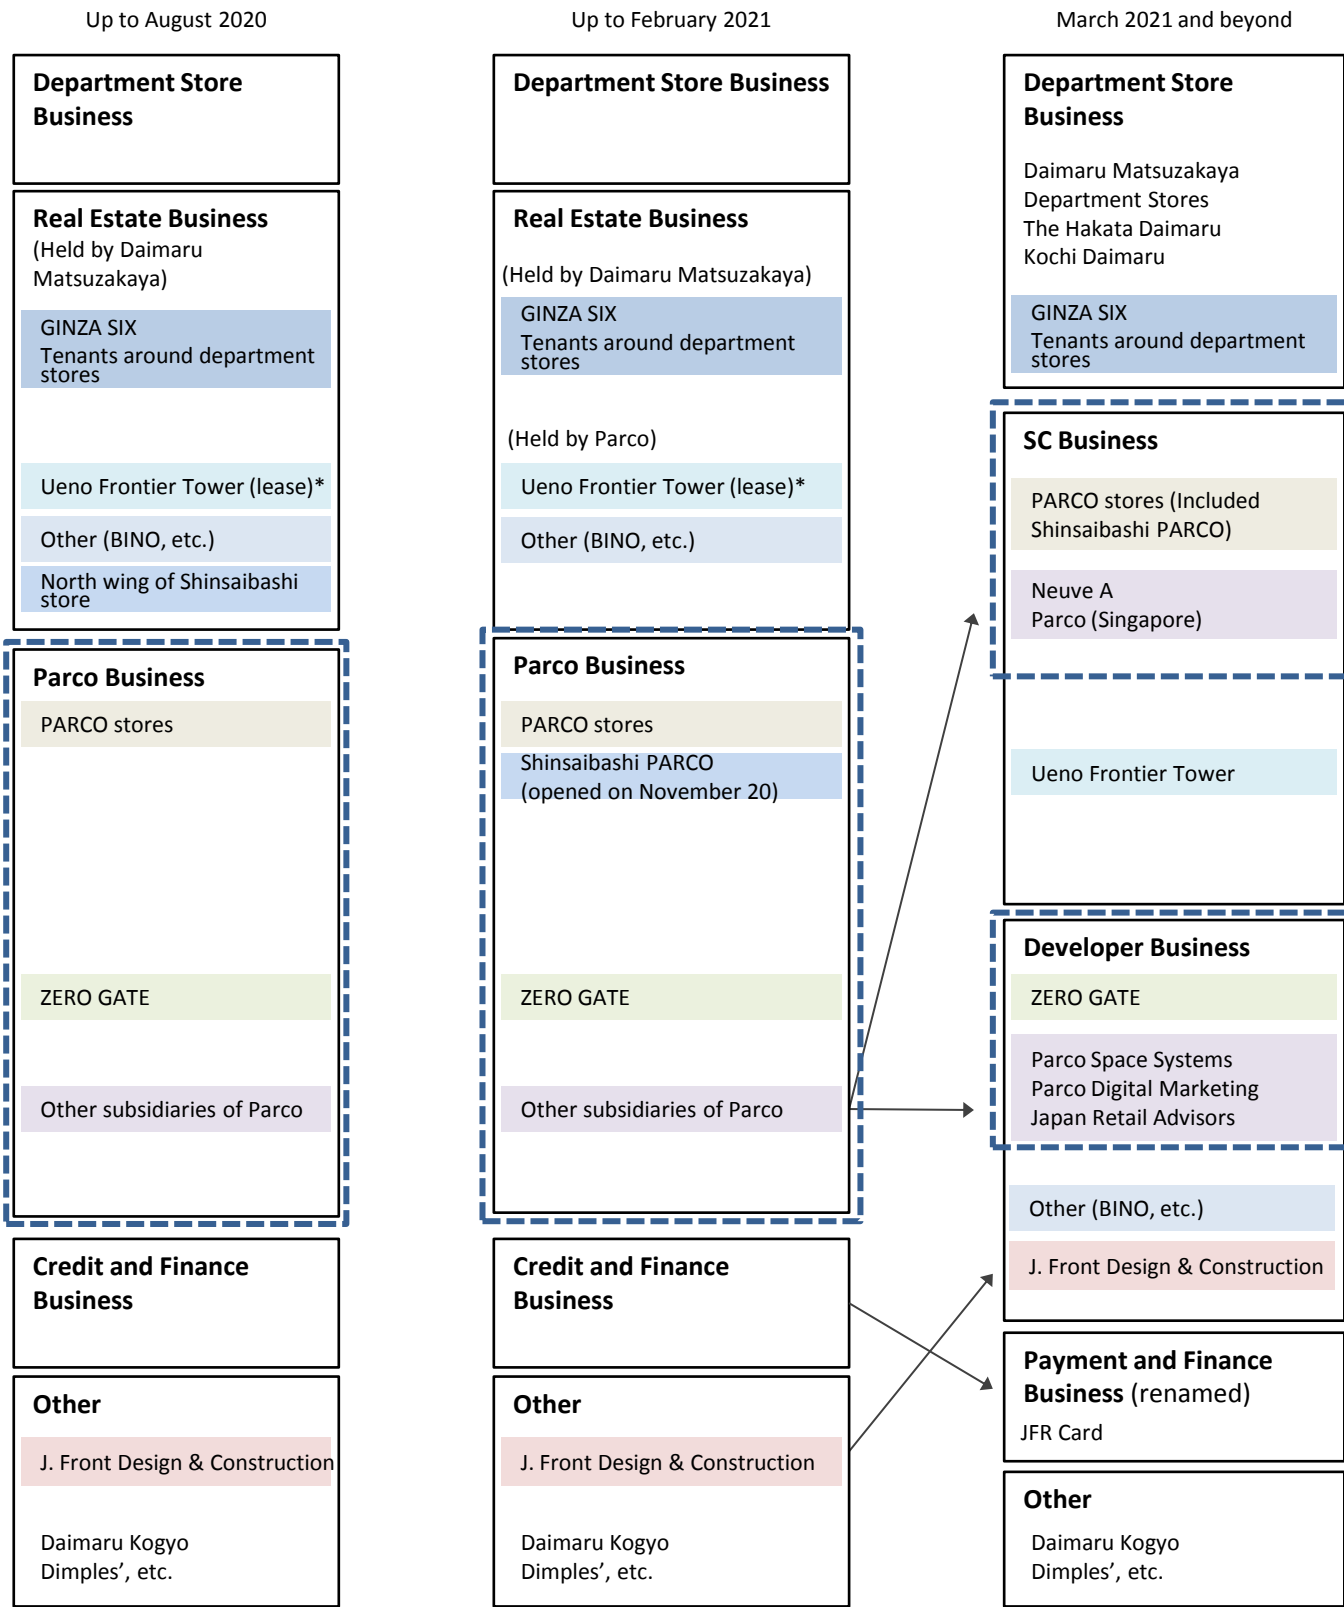 Up to August 2020
Department Store
Business
Real Estate Business
(Held by Daimaru
Matsuzakaya)
GINZA SIX
Tenants around department
stores
Ueno Frontier Tower (lease)*
Other (BINO, etc.)
North wing of Shinsaibashi
store
Parco Business
PARCO stores
ZERO GATE
Other subsidiaries of Parco
Credit and Finance
Business
Other
J. Front Design & Construction
Daimaru Kogyo
Dimples’, etc.
Up to February 2021
Department Store Business
Real Estate Business
(Held by Daimaru Matsuzakaya)
GINZA SIX
Tenants around department
stores
(Held by Parco)
Ueno Frontier Tower (lease)*
Other (BINO, etc.)
Parco Business
PARCO stores
Shinsaibashi PARCO
(opened on November 20)
ZERO GATE
Other subsidiaries of Parco
Credit and Finance
Business
Other
J. Front Design & Construction
Daimaru Kogyo
Dimples’, etc.
March 2021 and beyond
Department Store
Business
Daimaru Matsuzakaya
Department Stores
The Hakata Daimaru
Kochi Daimaru
GINZA SIX
Tenants around department
stores
SC Business
PARCO stores (Included
Shinsaibashi PARCO)
Neuve A
Parco (Singapore)
Ueno Frontier Tower
Developer Business
ZERO GATE
Parco Space Systems
Parco Digital Marketing
Japan Retail Advisors
Other (BINO, etc.)
J. Front Design & Construction
Payment and Finance
Business (renamed)
JFR Card
Other
Daimaru Kogyo
Dimples’, etc.